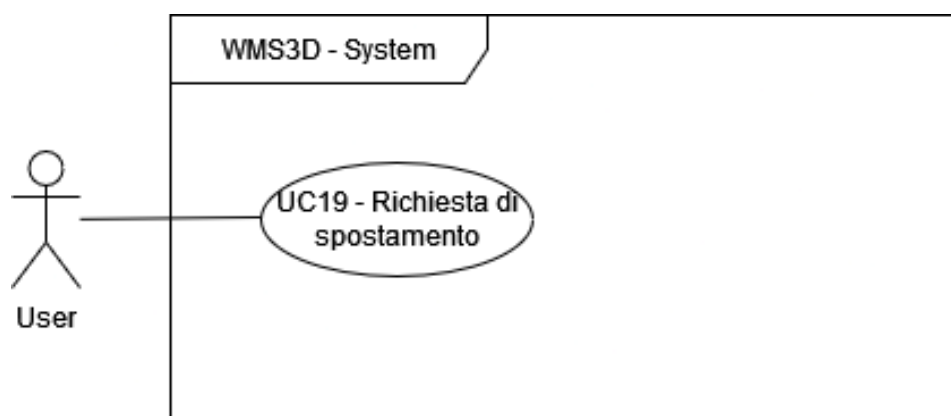 WMS3D - System
UC19 - Richiesta di
spostamento
User